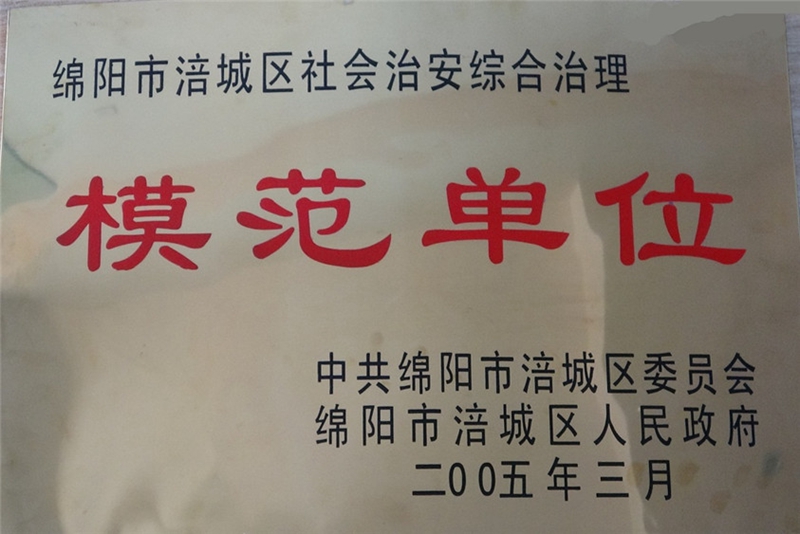 绵阳市涪城区社会治安综合治理
模范单位
中共绵阳市涪城区委员会
绵阳市涪城区人民政府
二00五年三月